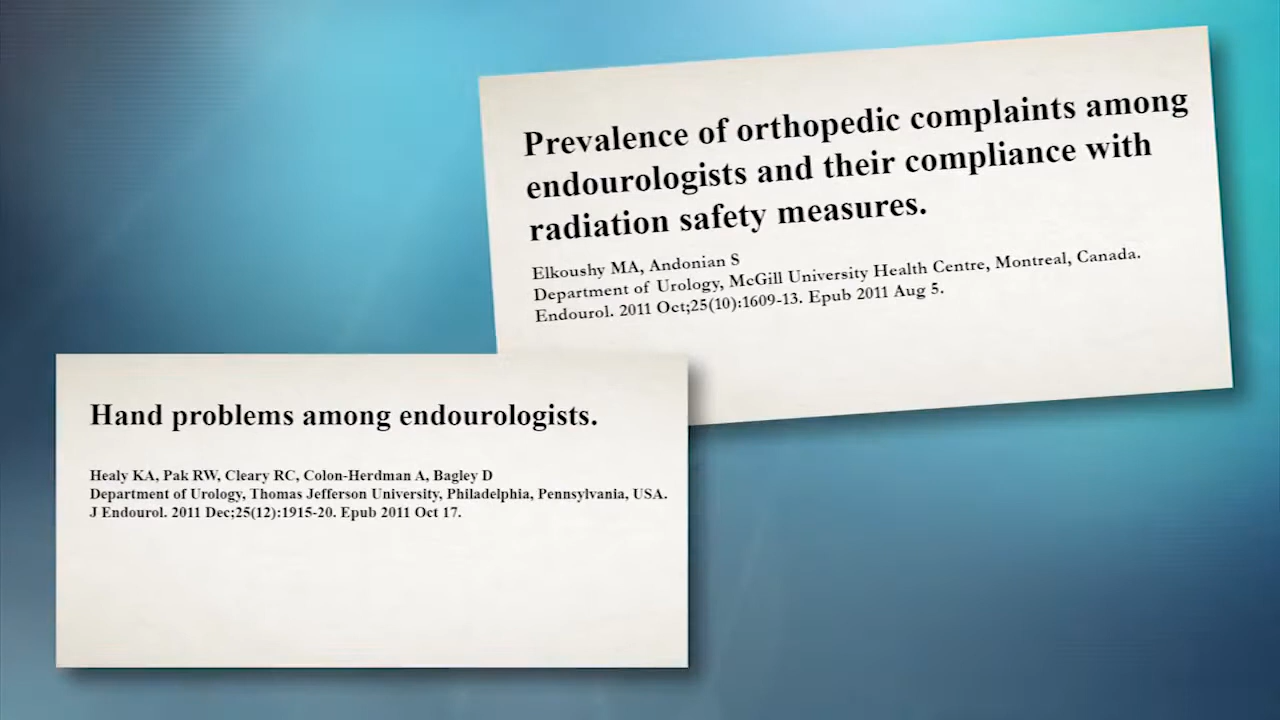 Prevalence of orthopedic complaints among
endourologists and their compliance with
radiation safety measures.
Elkoushy MA, Andonian S
Department of Urology, McGill University Health Centre, Montreal, Canada.
Endourol. 2011 Oct;25(10):1609-13. Epub 2011 Aug 5.
Hand problems among endourologists.
Healy KA, Pak RW, Cleary RC, Colon-Herdman A, Bagley D
Department of Urology, Thomas Jefferson University, Philadelphia, Pennsylvania, USA.
J Endourol. 2011 Dec;25(12):1915-20. Epub 2011 Oct 17.